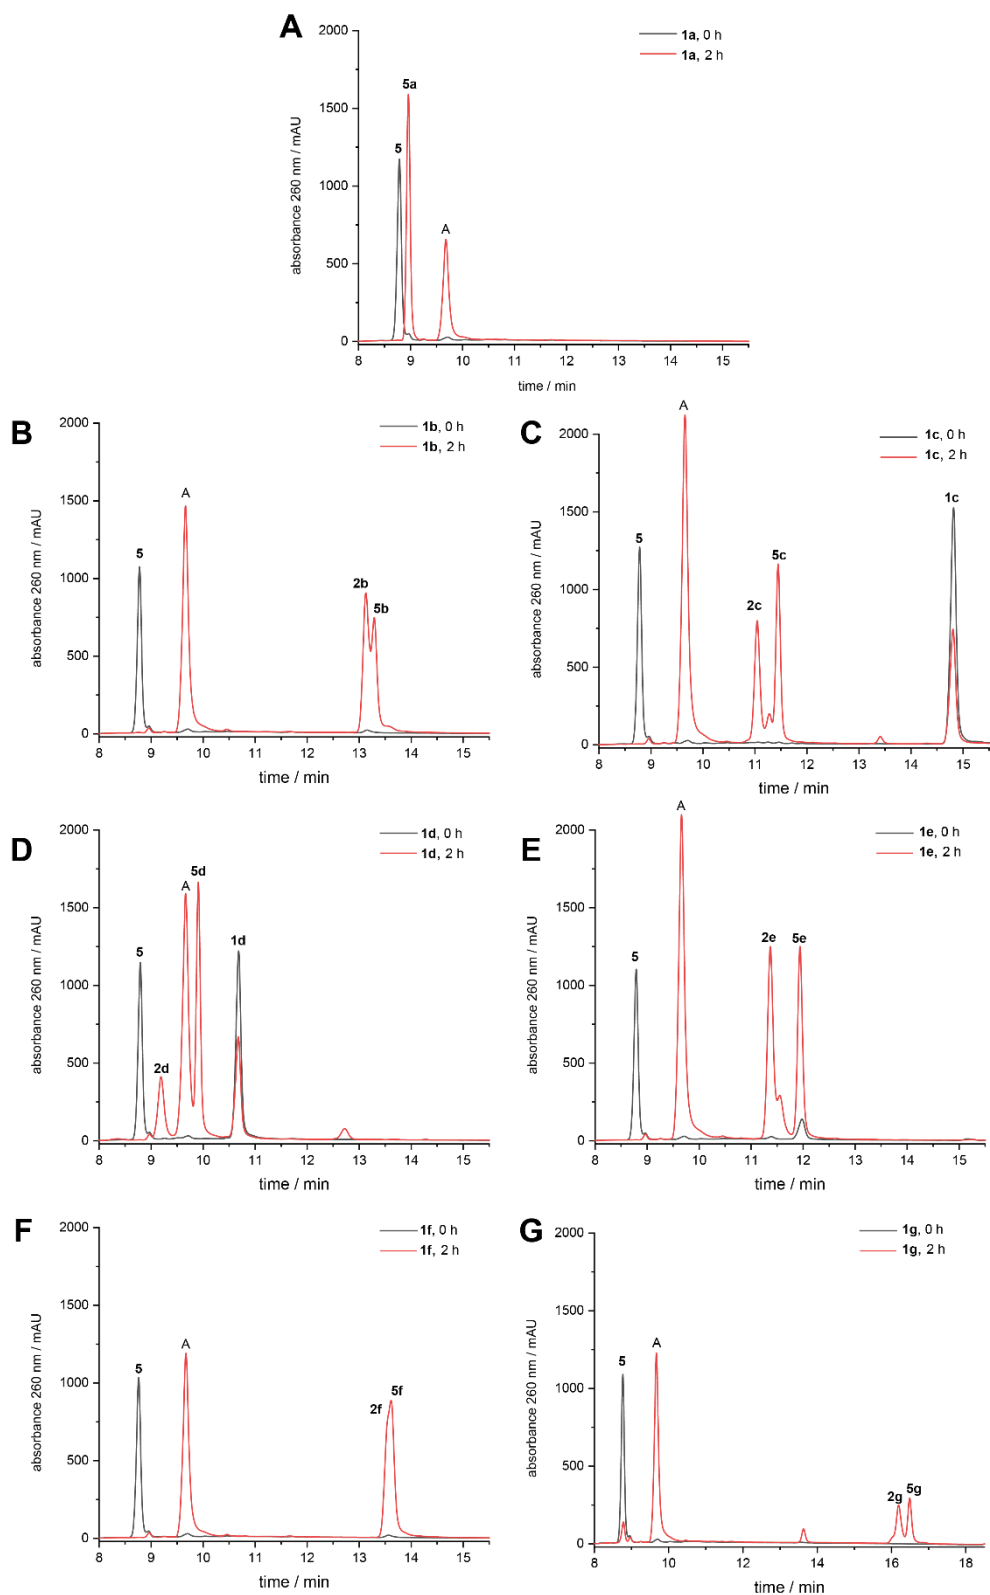 A
1a, 0 h
1a, 2 h
absorbance 260 nm / mAU
2000
1500
1000
500
0
5
5a
A
8 9 10 11 12 13 14 15
time / min
B
1b, 0 h
1b, 2 h
absorbance 260 nm / mAU
2000
1500
1000
500
0
5
A
2b
5b
8 9 10 11 12 13 14 15
time / min
C
1c, 0 h
1c, 2 h
absorbance 260 nm / mAU
2000
1500
1000
500
0
5
A
2c
5c
1c
8 9 10 11 12 13 14 15
time / min
D
1d, 0 h
1d, 2 h
absorbance 260 nm / mAU
2000
1500
1000
500
0
5
2d
A
5d
1d
8 9 10 11 12 13 14 15
time / min
E
1e, 0 h
1e, 2 h
absorbance 260 nm / mAU
2000
1500
1000
500
0
5
A
2e
5e
8 9 10 11 12 13 14 15
time / min
F
1f, 0 h
1f, 2 h
absorbance 260 nm / mAU
2000
1500
1000
500
0
5
A
2f
5f
8 9 10 11 12 13 14 15
time / min
G
1g, 0 h
1g, 2 h
absorbance 260 nm / mAU
2000
1500
1000
500
0
5
A
2g
5g
8 10 12 14 16 18
time / min